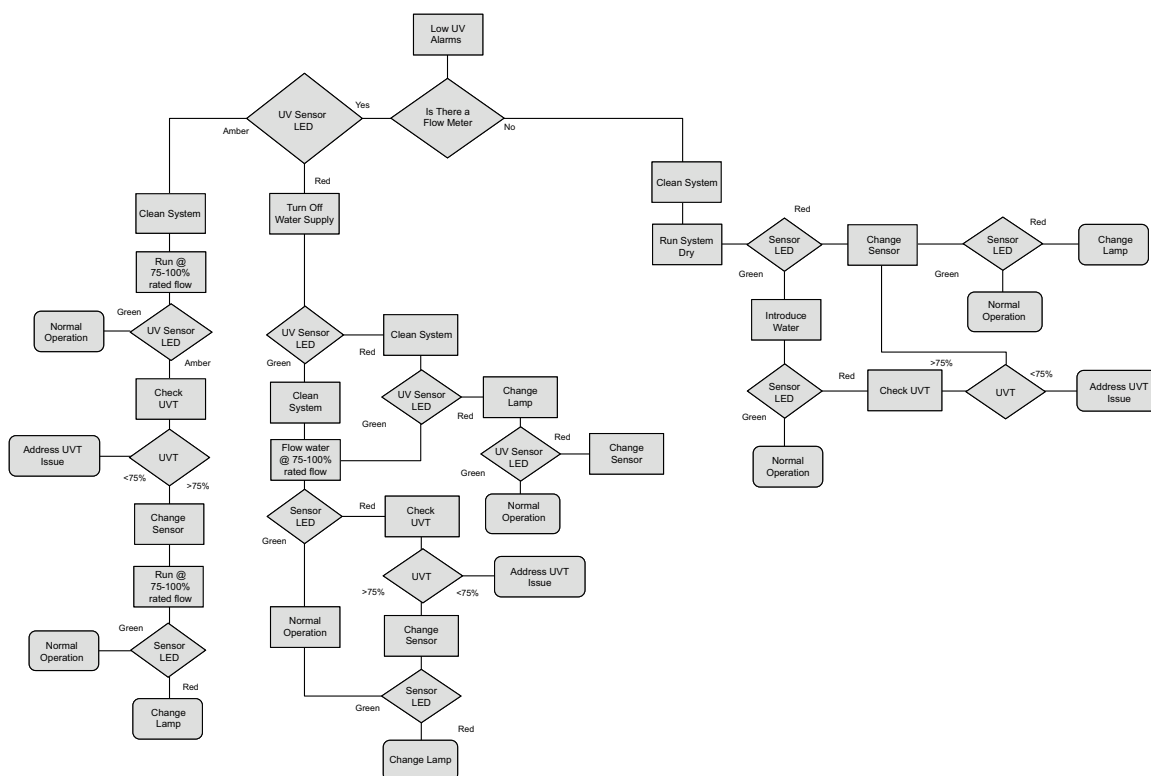 Low UV
Alarms
UV Sensor
LED
Yes
Is There a
Flow Meter
No
Amber
Red
Clean System
Clean System
Turn Off
Water Supply
Run @
75-100%
rated flow
Run System
Dry
Sensor
LED
Red
Green
Change
Sensor
Sensor
LED
Red
Green
Change
Lamp
Normal
Operation
Introduce
Water
Green
Normal
Operation
UV Sensor
LED
Amber
UV Sensor
LED
Red
Green
Clean System
Check
UVT
Clean
System
UV Sensor
LED
Red
Green
Change
Lamp
Sensor
LED
Red
Green
Check UVT
>75%
UVT
<75%
Address UVT
Issue
Normal
Operation
Address UVT
Issue
UVT
<75%
>75%
Flow water
@ 75-100%
rated flow
UV Sensor
LED
Red
Green
Change
Sensor
Normal
Operation
Change
Sensor
Sensor
LED
Red
Green
Check
UVT
Run @
75-100%
rated flow
UVT
>75%
<75%
Address UVT
Issue
Normal
Operation
Change
Sensor
Green
Normal
Operation
Sensor
LED
Red
Change
Lamp
Sensor
LED
Green
Red
Change Lamp